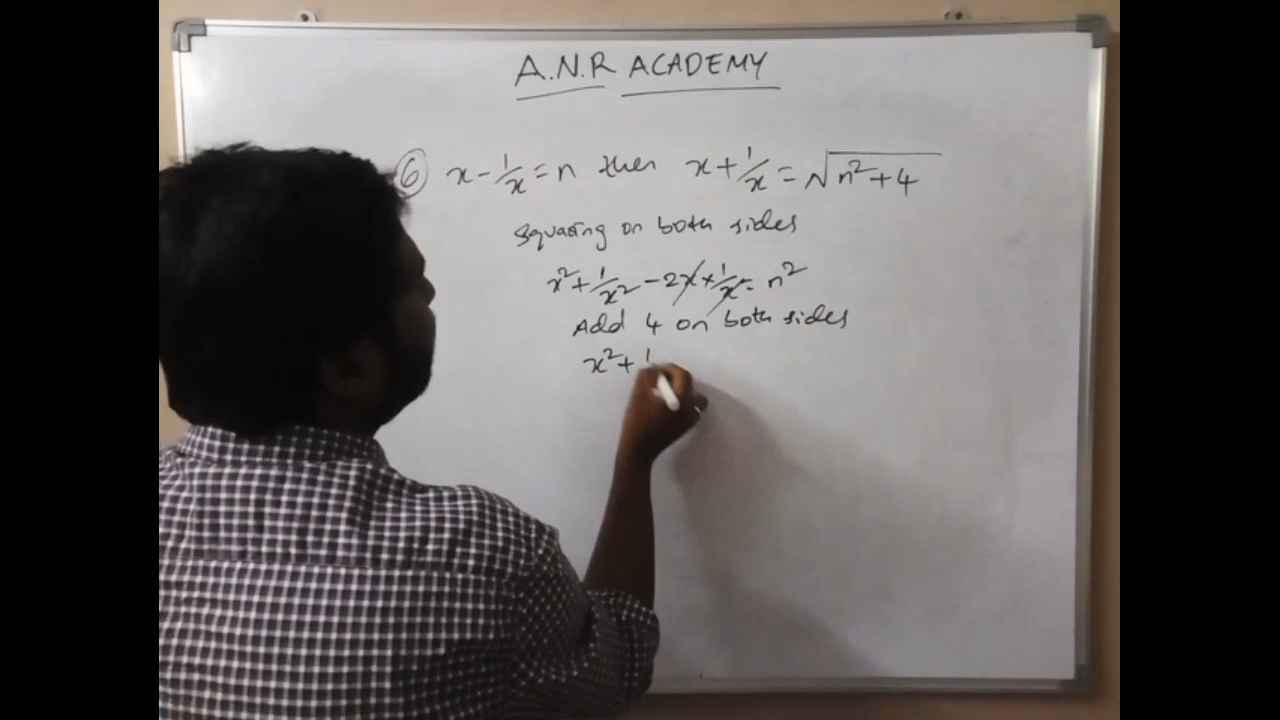 A.N.R ACADEMY
⑥ x - 1/x = n then x + 1/x = √(n² + 4)
Squaring on both sides
x² + 1/x² - 2x × 1/x = n²
Add 4 on both sides
x² + 1